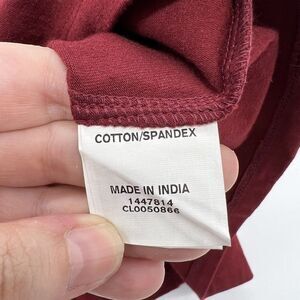 COTTON/SPANDEX
MADE IN INDIA
1447814
CL0050866